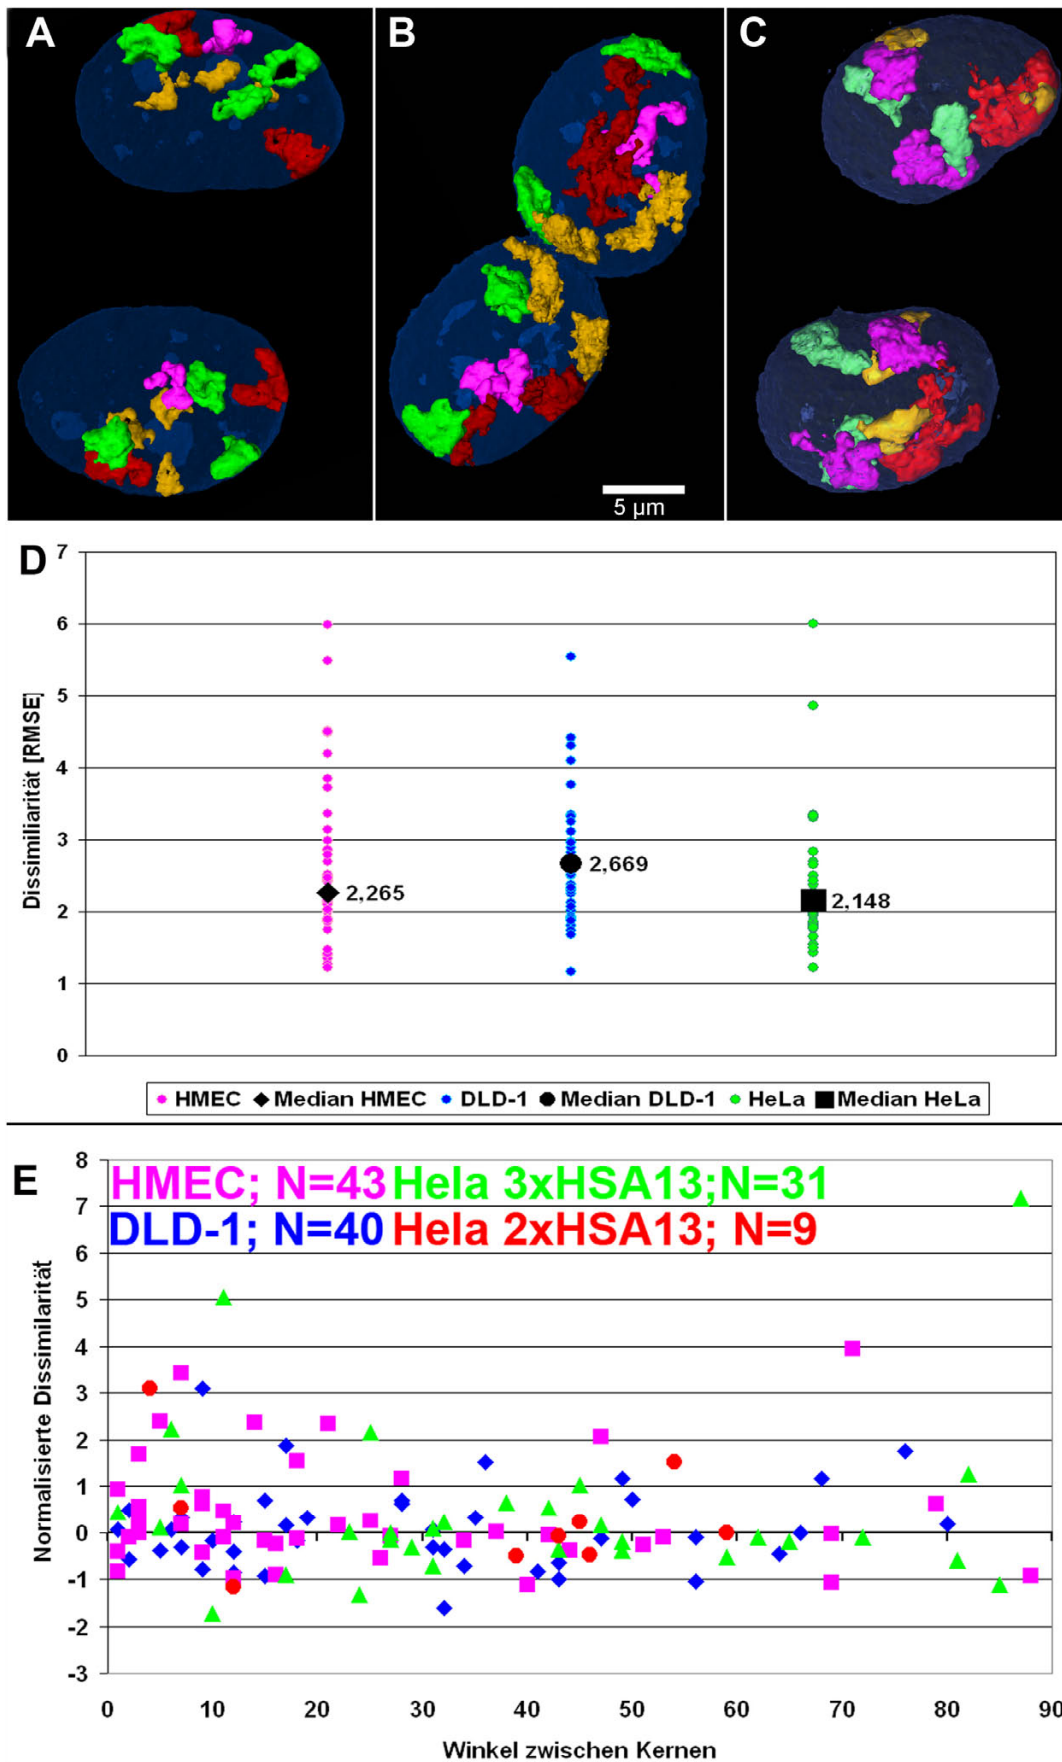 A
B
C
5 µm
D
7
6
5
4
3
2
1
0
Dissimiliarität [RMSE]
2,265
2,669
2,148
HMEC Median HMEC DLD-1 Median DLD-1 HeLa Median HeLa
E
8
7
6
5
4
3
2
1
0
-1
-2
-3
Normalisierte Dissimilarität
HMEC; N=43 Hela 3xHSA13;N=31
DLD-1; N=40 Hela 2xHSA13; N=9
0 10 20 30 40 50 60 70 80 90
Winkel zwischen Kernen